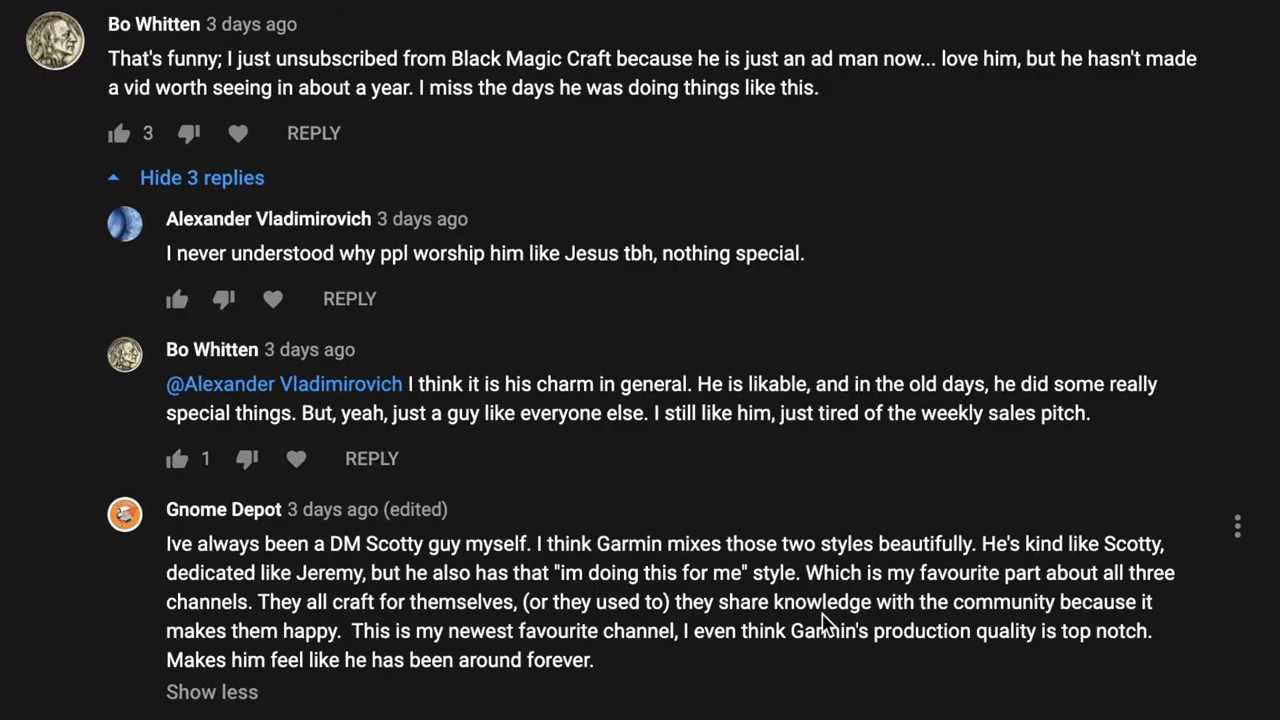 Bo Whitten 3 days ago
That's funny; I just unsubscribed from Black Magic Craft because he is just an ad man now... love him, but he hasn't made
a vid worth seeing in about a year. I miss the days he was doing things like this.
3 REPLY
Hide 3 replies
Alexander Vladimirovich 3 days ago
I never understood why ppl worship him like Jesus tbh, nothing special.
REPLY
Bo Whitten 3 days ago
@Alexander Vladimirovich I think it is his charm in general. He is likable, and in the old days, he did some really
special things. But, yeah, just a guy like everyone else. I still like him, just tired of the weekly sales pitch.
1 REPLY
Gnome Depot 3 days ago (edited)
Ive always been a DM Scotty guy myself. I think Garmin mixes those two styles beautifully. He's kind like Scotty,
dedicated like Jeremy, but he also has that "im doing this for me" style. Which is my favourite part about all three
channels. They all craft for themselves, (or they used to) they share knowledge with the community because it
makes them happy.  This is my newest favourite channel, I even think Garmin's production quality is top notch.
Makes him feel like he has been around forever.
Show less